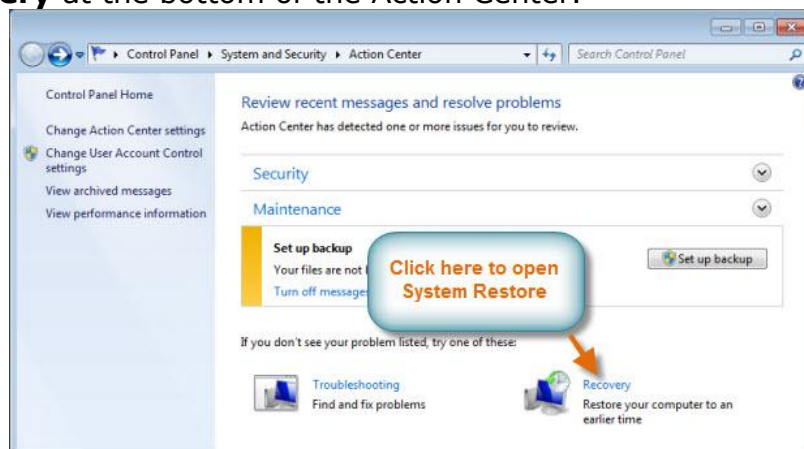 at the bottom of the Action Center.
Control Panel ▸ System and Security ▸ Action Center
Search Control Panel
Control Panel Home
Change Action Center settings
Change User Account Control
settings
View archived messages
View performance information
Review recent messages and resolve problems
Action Center has detected one or more issues for you to review.
Security
Maintenance
Set up backup
Your files are not
Turn off messages
Set up backup
Click here to open
System Restore
If you don't see your problem listed, try one of these:
Troubleshooting
Find and fix problems
Recovery
Restore your computer to an
earlier time